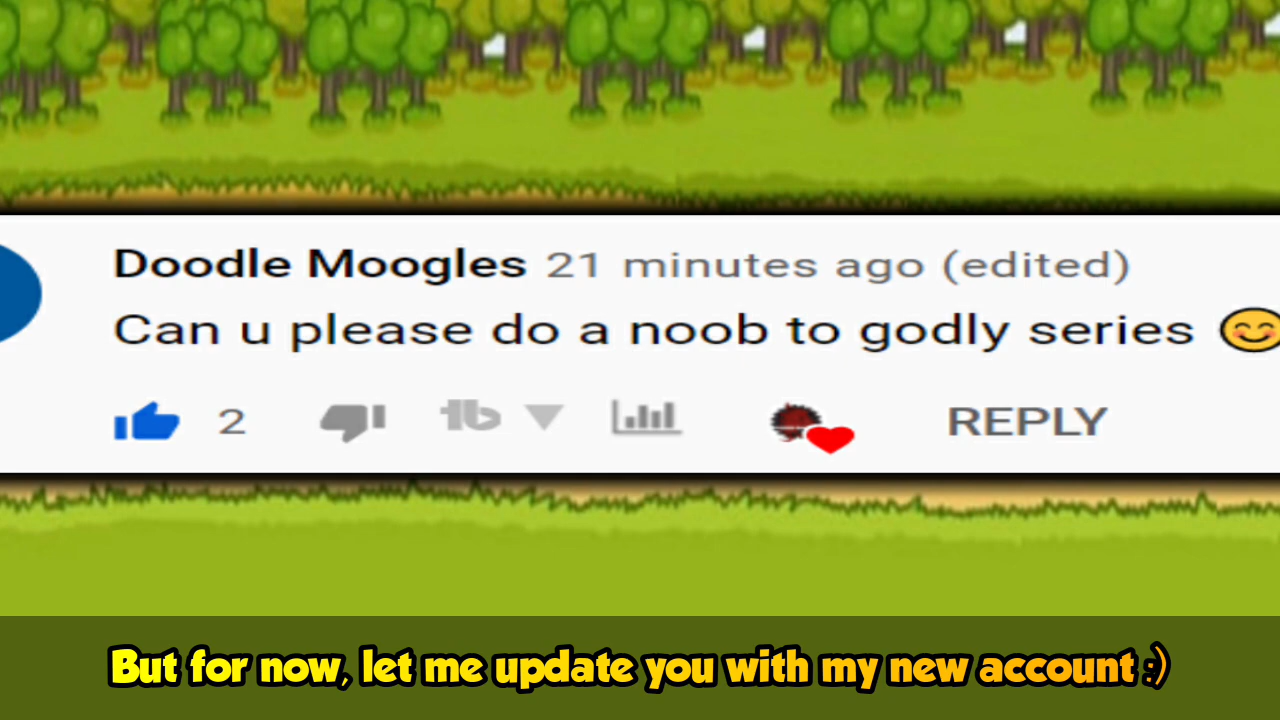 Doodle Moogles 21 minutes ago (edited)
Can u please do a noob to godly series 😊
2 REPLY
But for now, let me update you with my new account :)